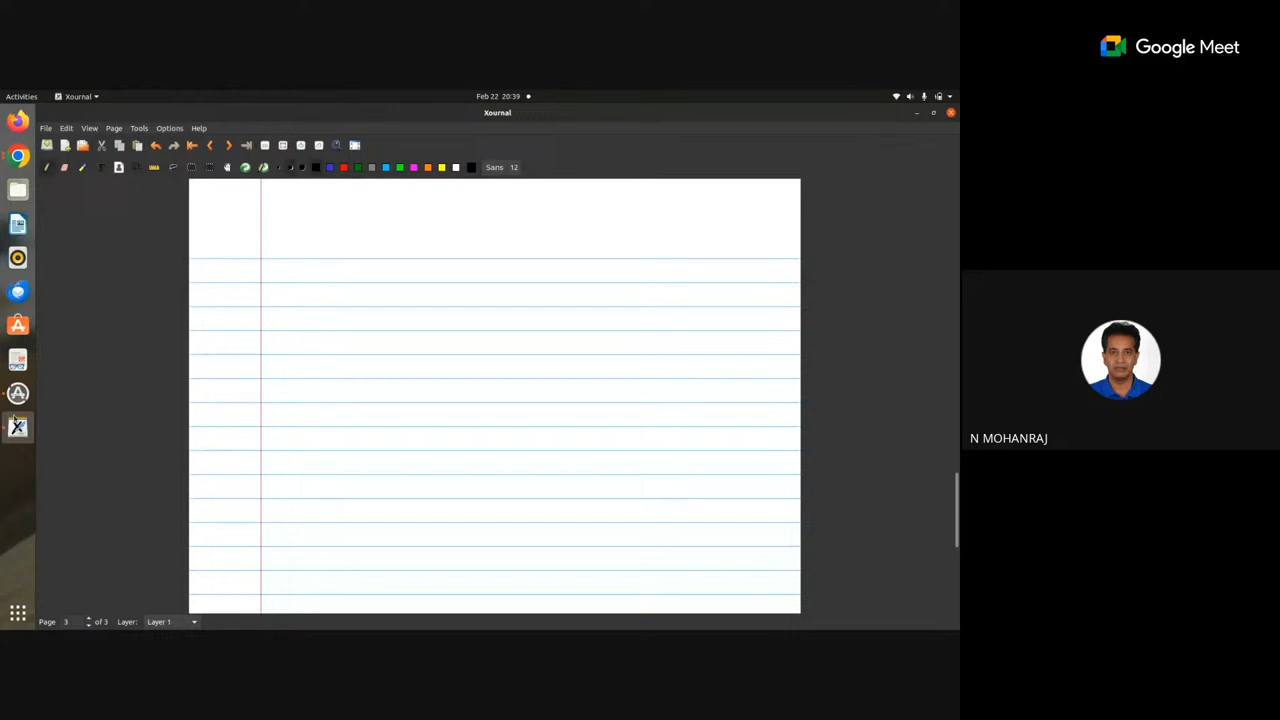 Google Meet
Activities
Xournal
Feb 22 20:39
Xournal
File Edit View Page Tools Options Help
Sans 12
N MOHANRAJ
Page 3 of 3 Layer: Layer 1